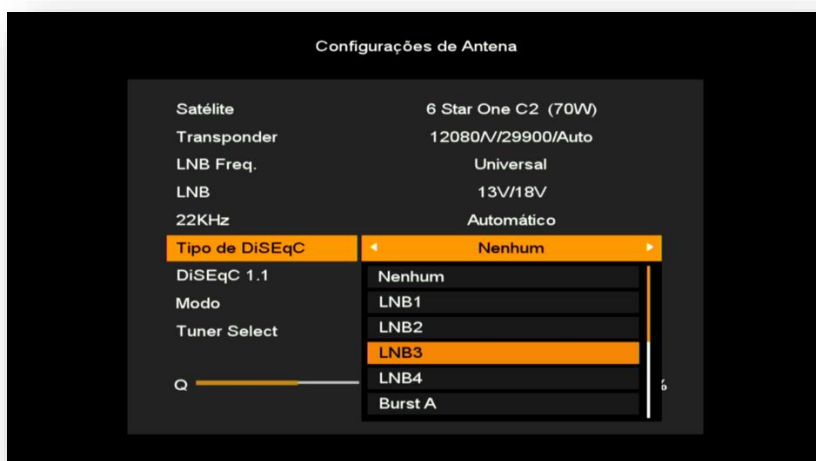 Configurações de Antena
Satélite 6 Star One C2 (70W)
Transponder 12080/V/29900/Auto
LNB Freq. Universal
LNB 13V/18V
22KHz Automático
Tipo de DiSEqC Nenhum
DiSEqC 1.1 Nenhum
Modo LNB1
Tuner Select LNB2
LNB3
Q LNB4 %
Burst A